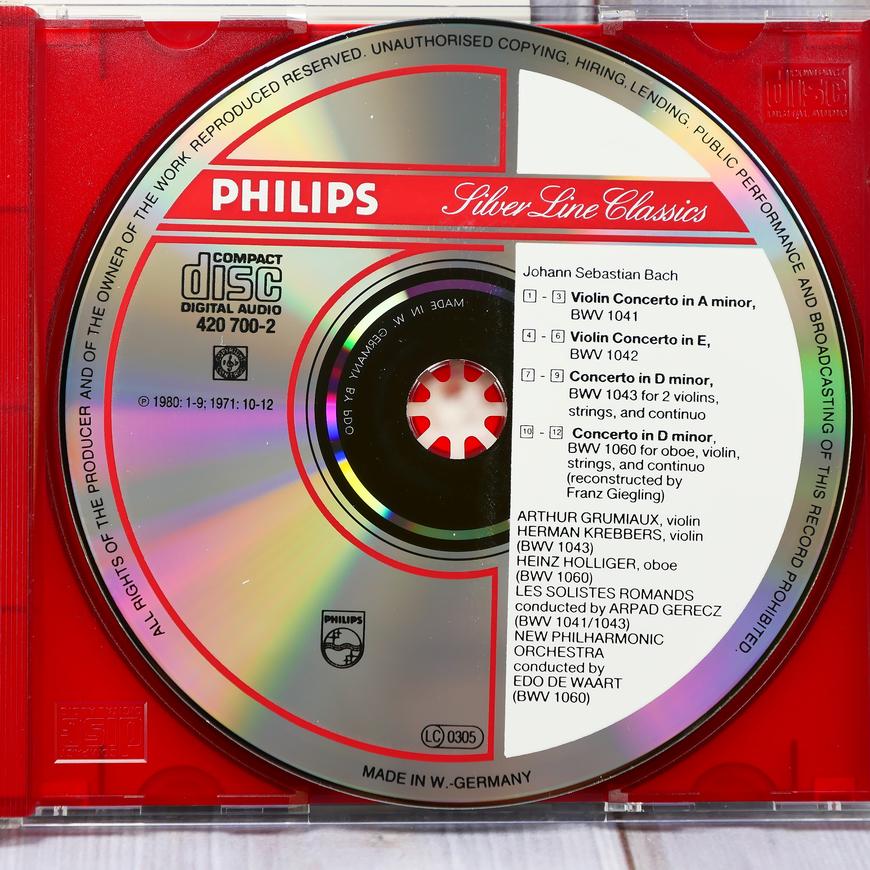 ALL RIGHTS OF THE PRODUCER AND OF THE OWNER OF THE WORK REPRODUCED RESERVED. UNAUTHORISED COPYING, HIRING, LENDING, PUBLIC PERFORMANCE AND BROADCASTING OF THIS RECORD PROHIBITED.
COMPACT
disc
DIGITAL AUDIO
PHILIPS
Silver Line Classics
COMPACT
disc
DIGITAL AUDIO
420 700-2
℗ 1980: 1-9; 1971: 10-12
MADE IN W. GERMANY BY PDO
Johann Sebastian Bach
1 - 3 Violin Concerto in A minor,
BWV 1041
4 - 6 Violin Concerto in E,
BWV 1042
7 - 9 Concerto in D minor,
BWV 1043 for 2 violins,
strings, and continuo
10 - 12 Concerto in D minor,
BWV 1060 for oboe, violin,
strings, and continuo
(reconstructed by
Franz Giegling)
ARTHUR GRUMIAUX, violin
HERMAN KREBBERS, violin
(BWV 1043)
HEINZ HOLLIGER, oboe
(BWV 1060)
LES SOLISTES ROMANDS
conducted by ARPAD GERECZ
(BWV 1041/1043)
NEW PHILHARMONIC
ORCHESTRA
conducted by
EDO DE WAART
(BWV 1060)
PHILIPS
LC 0305
MADE IN W.-GERMANY